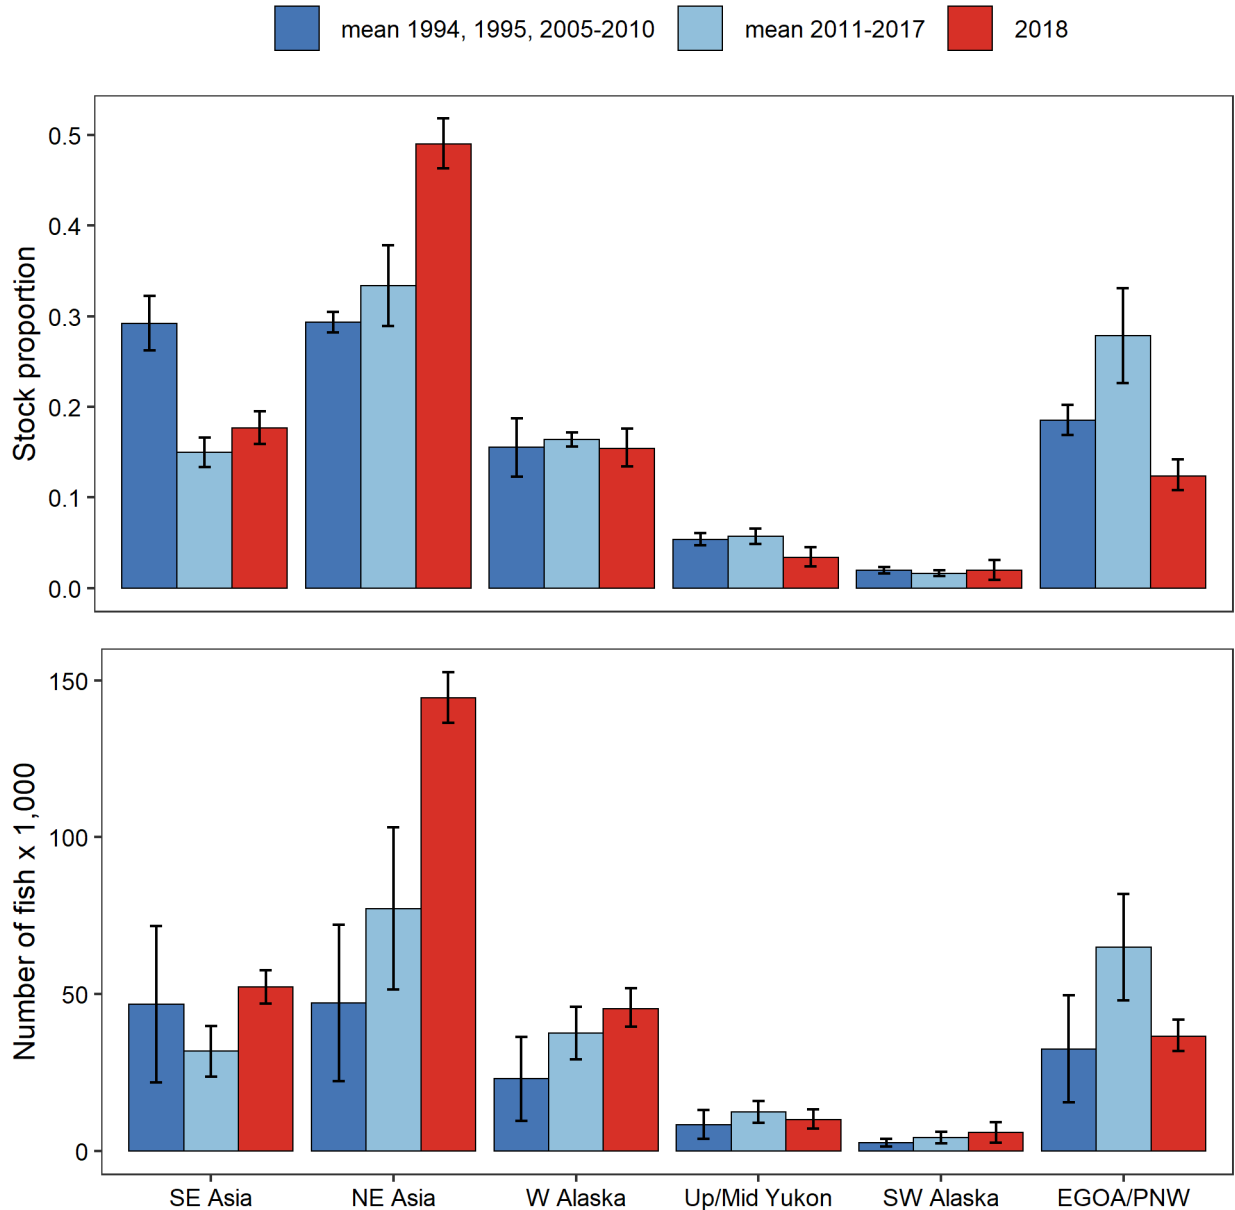 mean 1994, 1995, 2005-2010 mean 2011-2017 2018
Stock proportion
0.5
0.4
0.3
0.2
0.1
0.0
Number of fish x 1,000
150
100
50
0
SE Asia NE Asia W Alaska Up/Mid Yukon SW Alaska EGOA/PNW